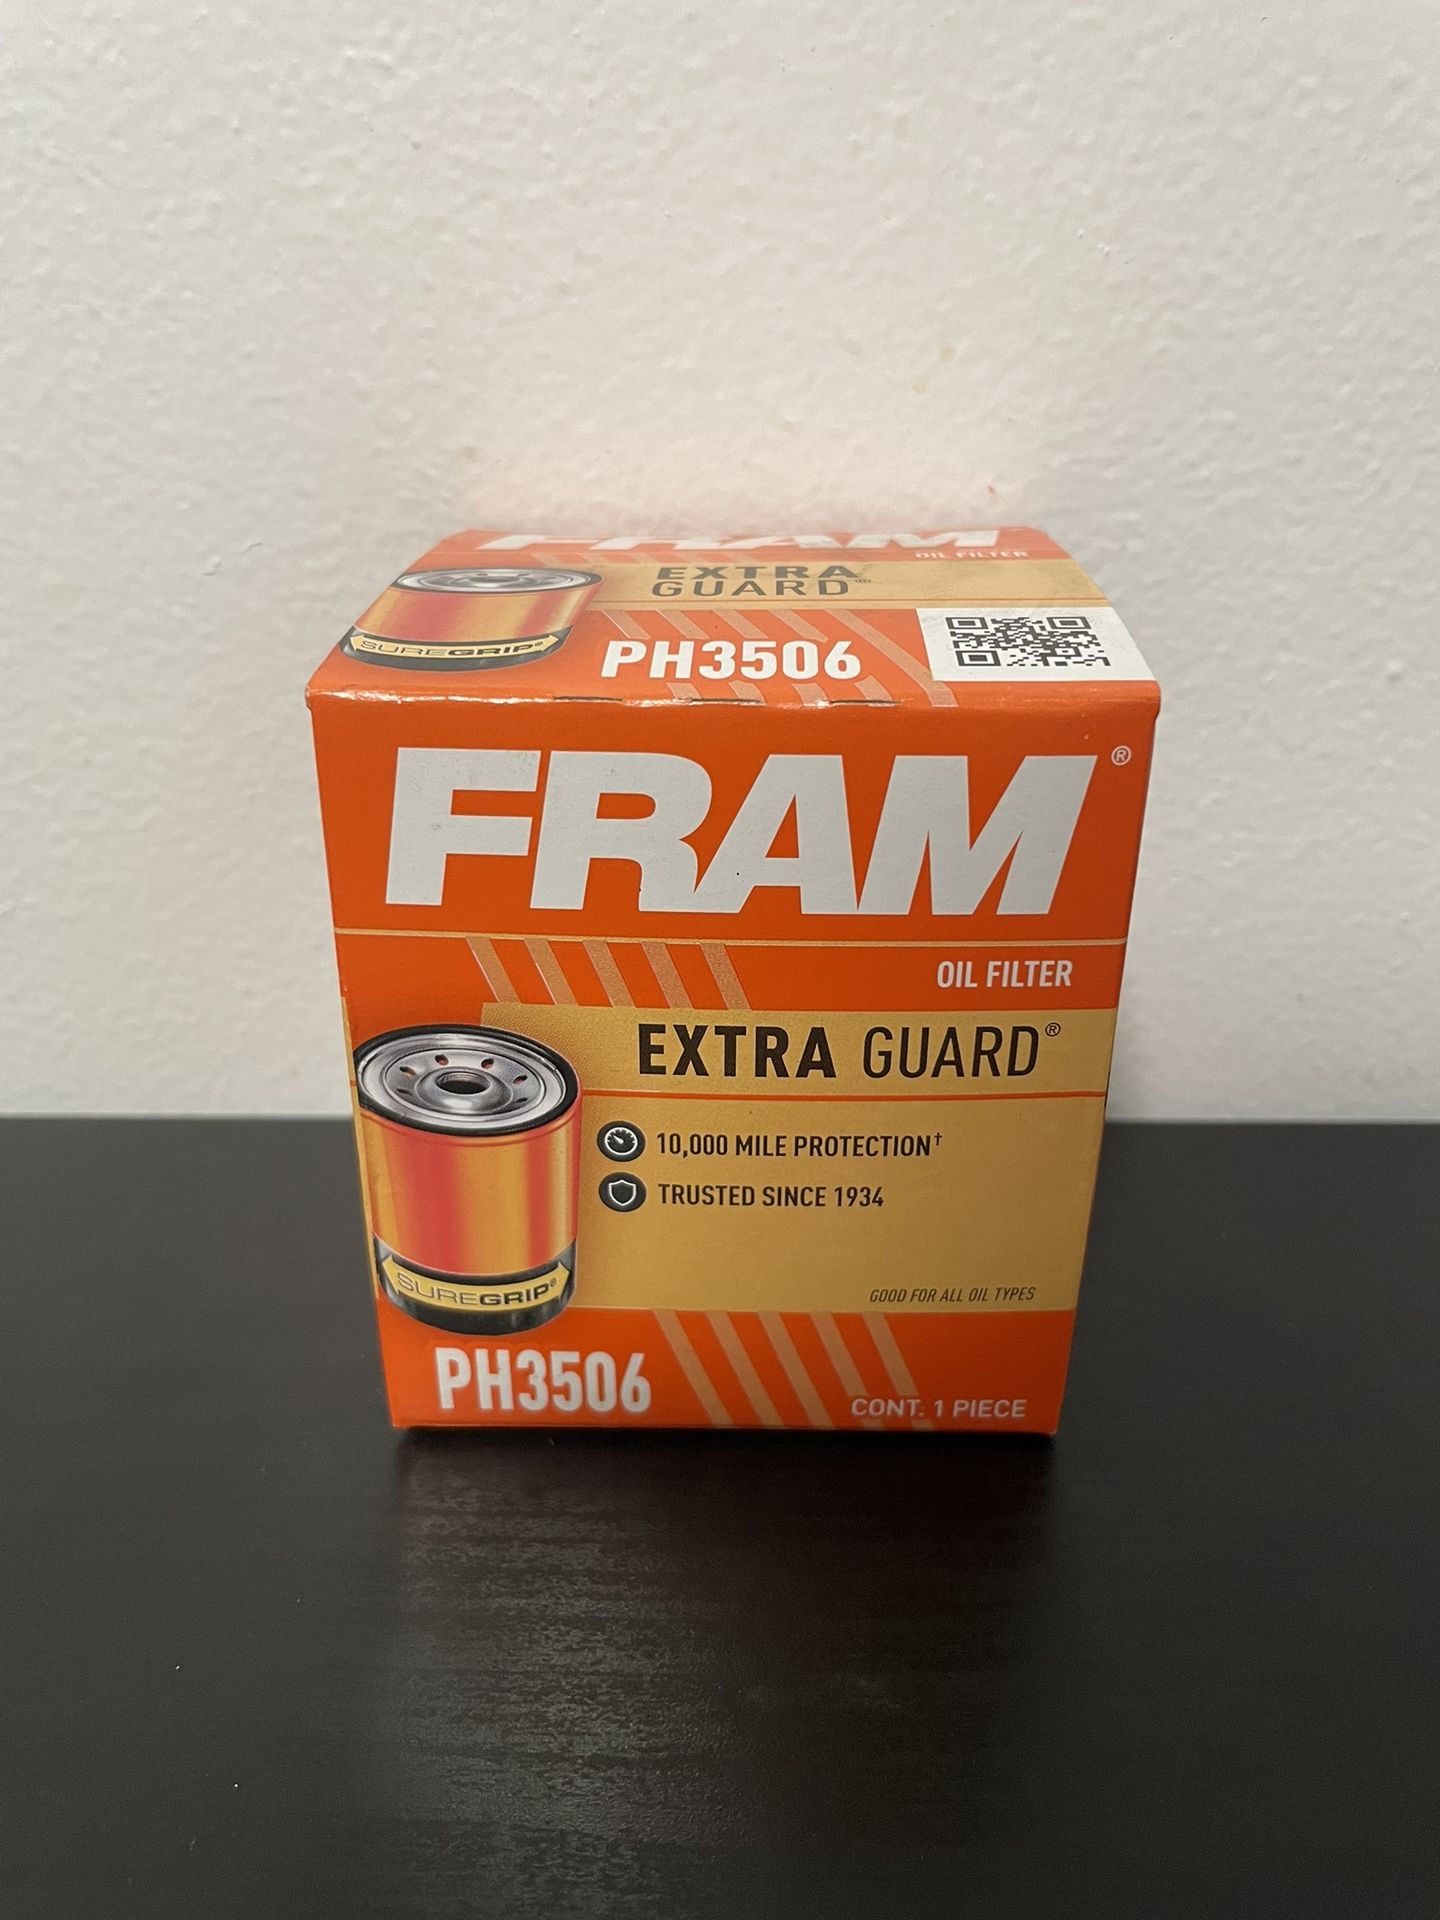 FRAM
OIL FILTER
EXTRA
GUARD®
SUREGRIP®
PH3506
FRAM®
OIL FILTER
EXTRA GUARD®
10,000 MILE PROTECTION†
TRUSTED SINCE 1934
SUREGRIP®
GOOD FOR ALL OIL TYPES
PH3506
CONT. 1 PIECE